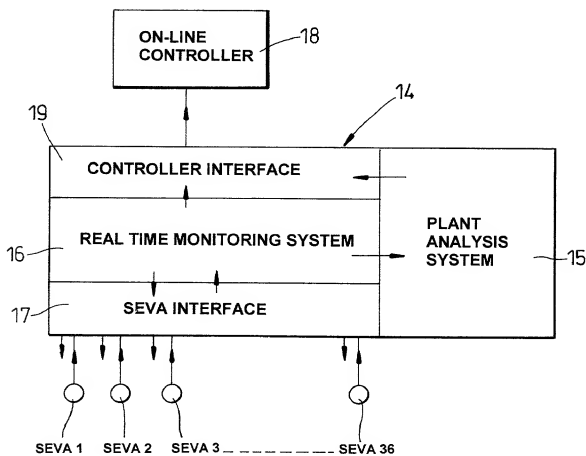 ON-LINE
CONTROLLER
18
14
19
CONTROLLER INTERFACE
16
REAL TIME MONITORING SYSTEM
PLANT
ANALYSIS
SYSTEM
15
17
SEVA INTERFACE
SEVA 1 SEVA 2 SEVA 3 SEVA 36